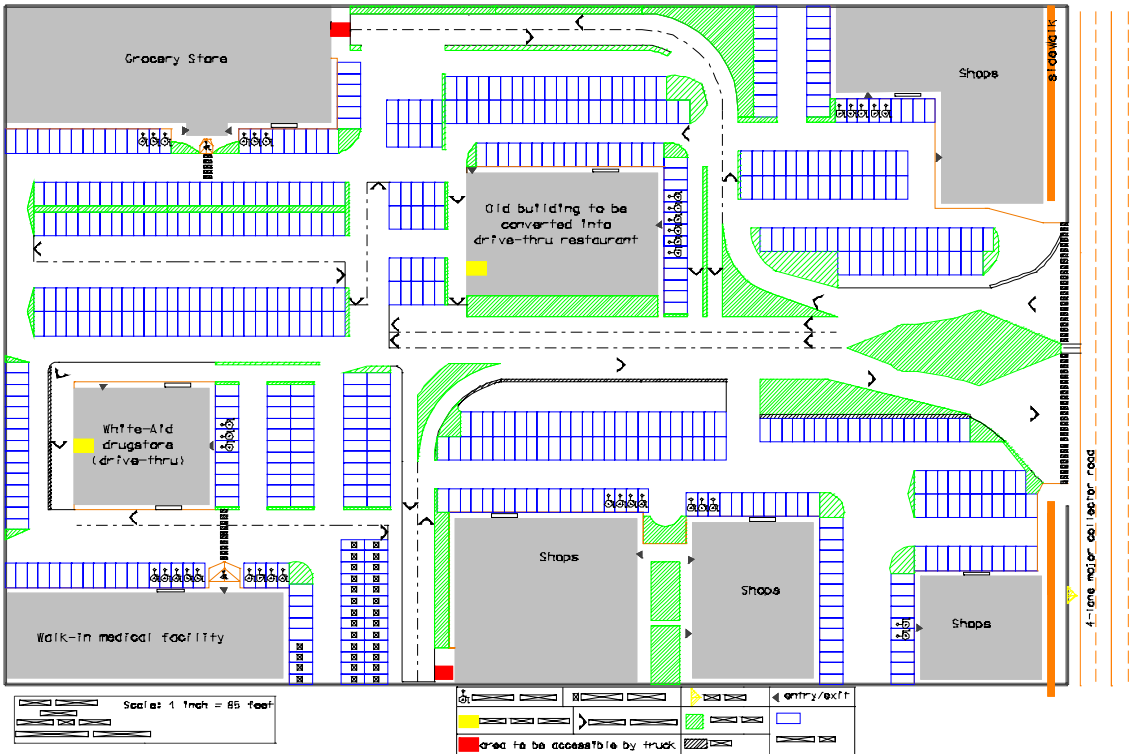 Grocery Store
Shops
sidewalk
Old building to be
converted into
drive-thru restaurant
White-Aid
drugstore
(drive-thru)
4-lane major collector road
Shops
Shops
Shops
Walk-in medical facility
Scale: 1 inch = 85 feet
entry/exit
area to be accessible by truck